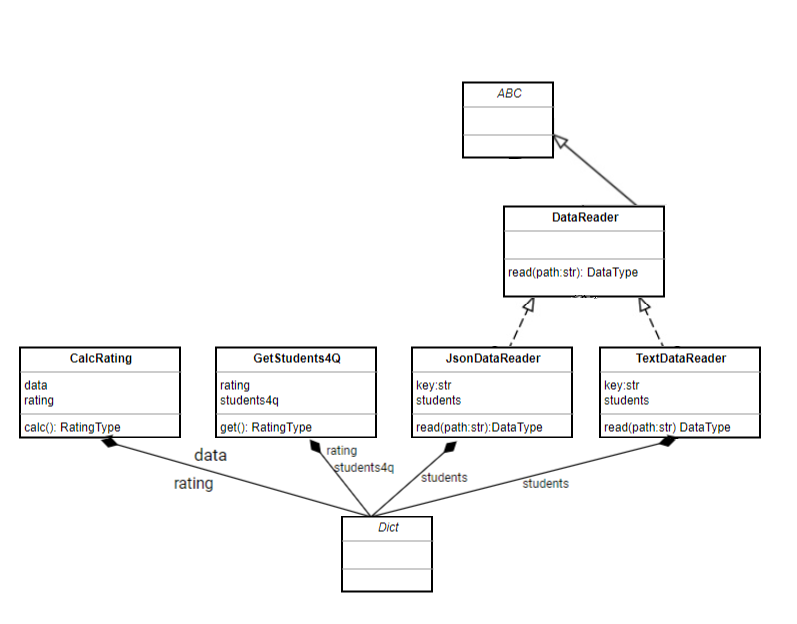 ABC
DataReader
read(path:str): DataType
CalcRating
data
rating
calc(): RatingType
GetStudents4Q
rating
students4q
get(): RatingType
JsonDataReader
key:str
students
read(path:str):DataType
TextDataReader
key:str
students
read(path:str) DataType
data
rating
rating
students4q
students
students
Dict